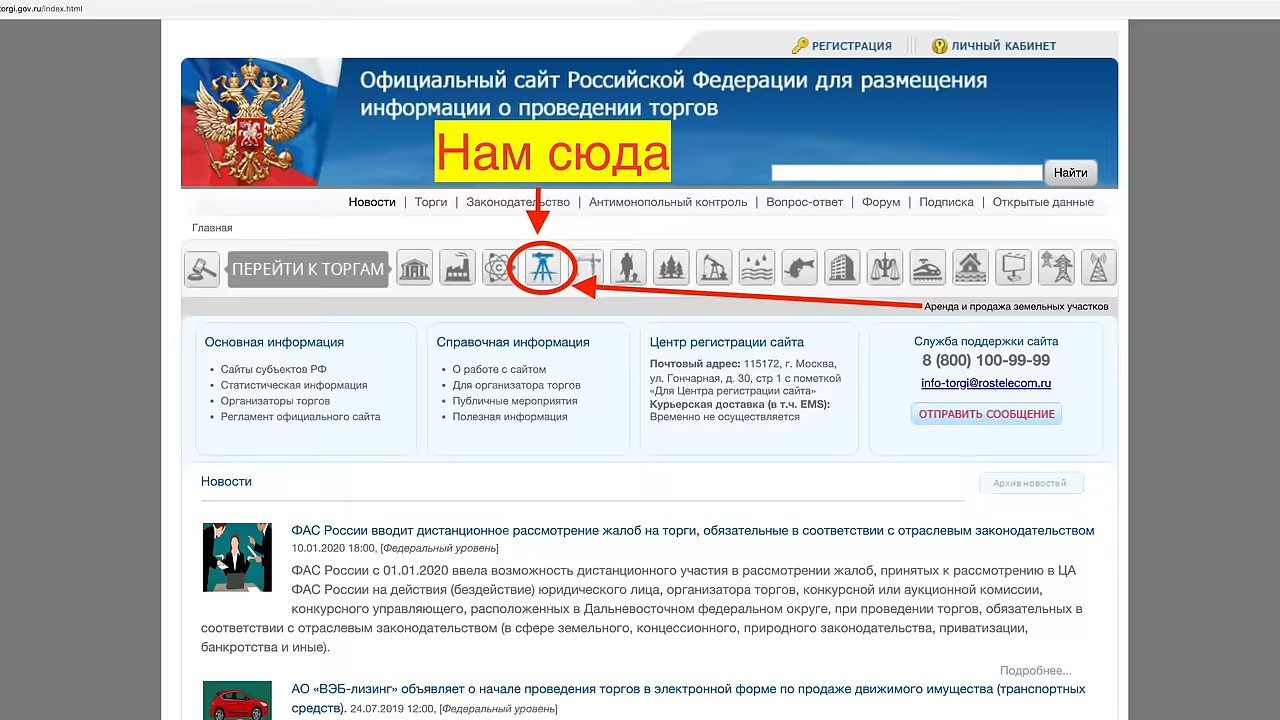 torgi.gov.ru/index.html
РЕГИСТРАЦИЯ
ЛИЧНЫЙ КАБИНЕТ
Официальный сайт Российской Федерации для размещения
информации о проведении торгов
Нам сюда
Найти
Новости | Торги | Законодательство | Антимонопольный контроль | Вопрос-ответ | Форум | Подписка | Открытые данные
Главная
ПЕРЕЙТИ К ТОРГАМ
Аренда и продажа земельных участков
Основная информация
• Сайты субъектов РФ
• Статистическая информация
• Организаторы торгов
• Регламент официального сайта
Справочная информация
• О работе с сайтом
• Для организатора торгов
• Публичные мероприятия
• Полезная информация
Центр регистрации сайта
Почтовый адрес: 115172, г. Москва,
ул. Гончарная, д. 30, стр 1 с пометкой
«Для Центра регистрации сайта»
Курьерская доставка (в т.ч. EMS):
Временно не осуществляется
Служба поддержки сайта
8 (800) 100-99-99
info-torgi@rostelecom.ru
ОТПРАВИТЬ СООБЩЕНИЕ
Новости
Архив новостей
ФАС России вводит дистанционное рассмотрение жалоб на торги, обязательные в соответствии с отраслевым законодательством
10.01.2020 18:00, [Федеральный уровень]
ФАС России с 01.01.2020 ввела возможность дистанционного участия в рассмотрении жалоб, принятых к рассмотрению в ЦА
ФАС России на действия (бездействие) юридического лица, организатора торгов, конкурсной или аукционной комиссии,
конкурсного управляющего, расположенных в Дальневосточном федеральном округе, при проведении торгов, обязательных в
соответствии с отраслевым законодательством (в сфере земельного, концессионного, природного законодательства, приватизации,
банкротства и иные).
Подробнее...
АО «ВЭБ-лизинг» объявляет о начале проведения торгов в электронной форме по продаже движимого имущества (транспортных
средств). 24.07.2019 12:00, [Федеральный уровень]